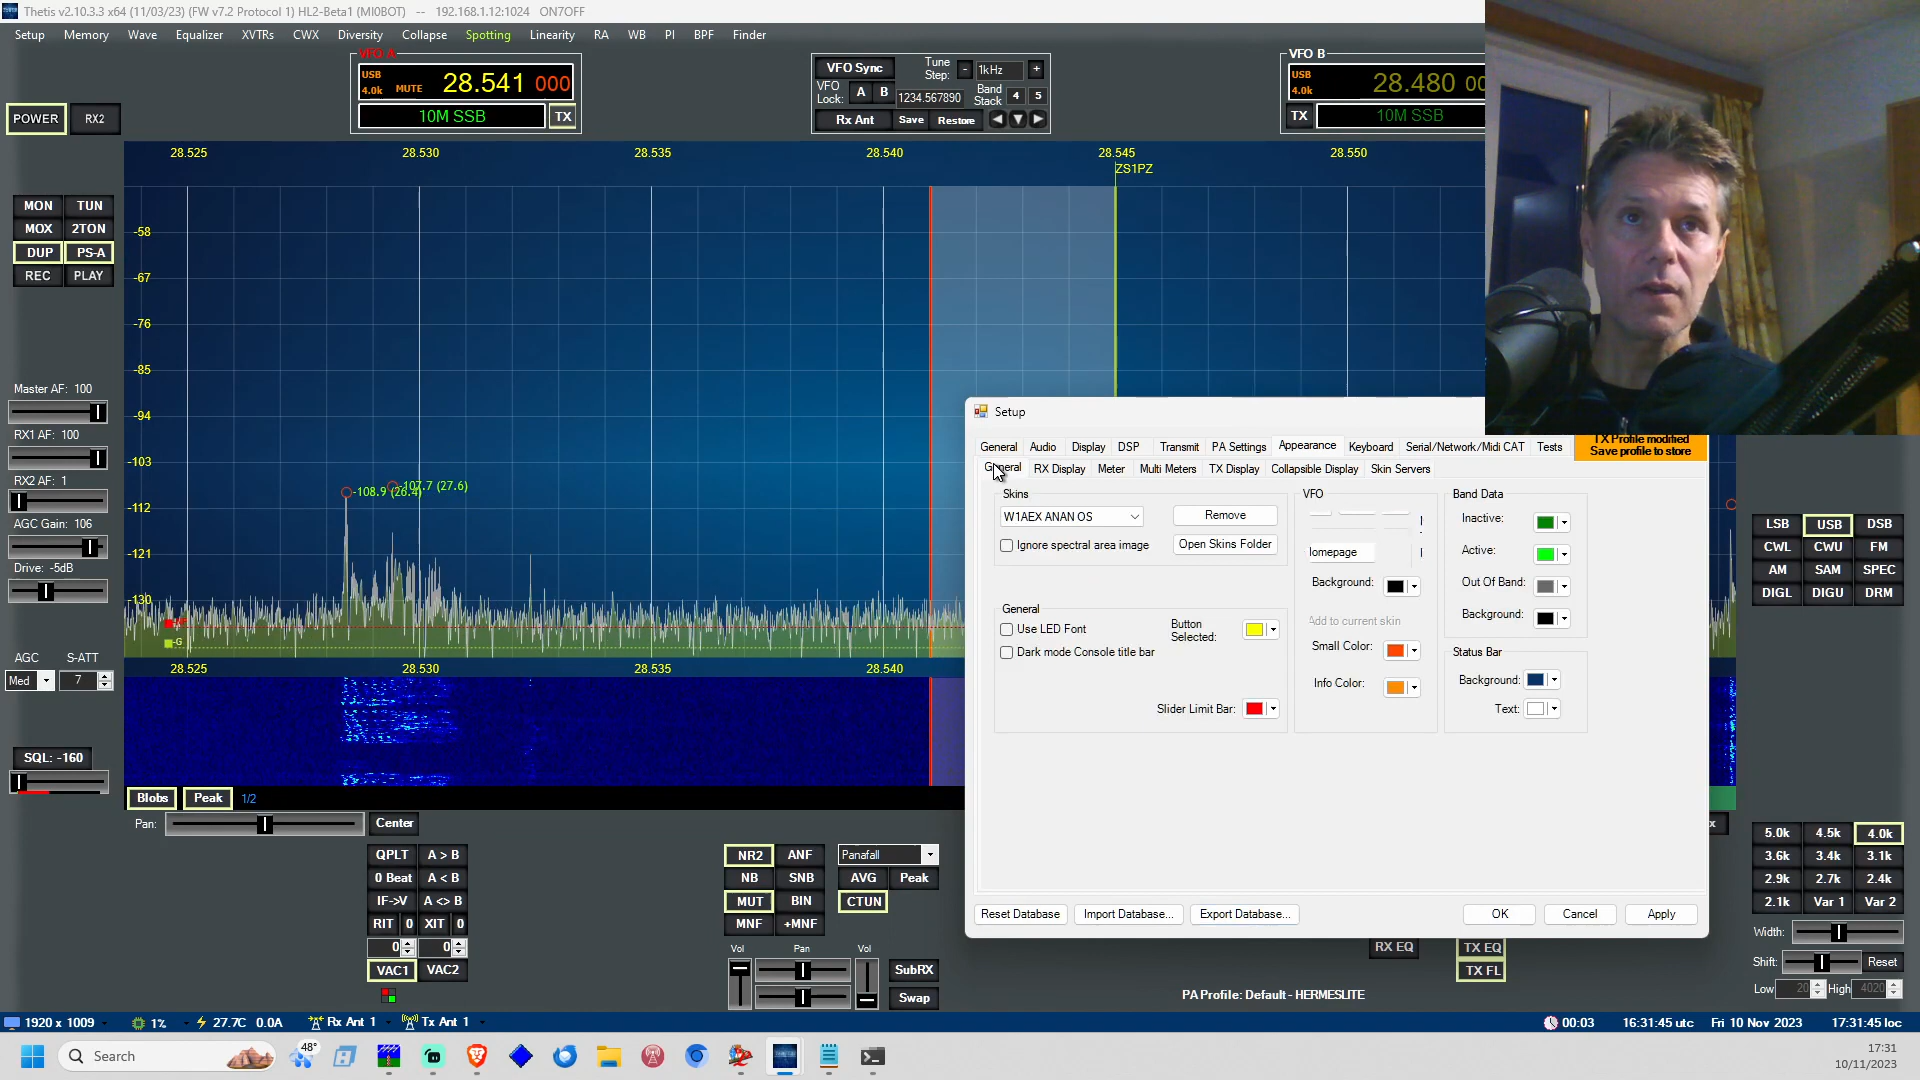 Thetis v2.10.3.3 x64 (11/03/23) (FW v7.2 Protocol 1) HL2-Beta1 (MI0BOT) -- 192.168.1.12:1024 ON7OFF
Setup Memory Wave Equalizer XVTRs CWX Diversity Collapse Spotting Linearity RA WB PI BPF Finder
VFO A
USB
4.0k MUTE 28.541 000
10M SSB TX
VFO Sync Tune Step: - 1kHz +
VFO Lock: A B 1234.567890 Band Stack 4 5
Rx Ant Save Restore
VFO B
USB
4.0k 28.480 00
TX 10M SSB
POWER RX2
28.525 28.530 28.535 28.540 28.545 28.550
ZS1PZ
MON TUN
MOX 2TON
DUP PS-A
REC PLAY
-58
-67
-76
-85
-94
-103
-112
-121
-130
-108.9 (26.4) -107.7 (27.6)
-G
Master AF: 100
RX1 AF: 100
RX2 AF: 1
AGC Gain: 106
Drive: -5dB
AGC S-ATT
Med 7
SQL: -160
28.525 28.530 28.535 28.540
Blobs Peak 1/2
Pan: Center
QPLT A > B
0 Beat A < B
IF->V A <> B
RIT 0 XIT 0
0 0
VAC1 VAC2
NR2 ANF
NB SNB
MUT BIN
MNF +MNF
Panafall
AVG Peak
CTUN
Vol Pan Vol
SubRX
Swap
Setup
TX Profile modified
Save profile to store
General Audio Display DSP Transmit PA Settings Appearance Keyboard Serial/Network/Midi CAT Tests
General RX Display Meter Multi Meters TX Display Collapsible Display Skin Servers
Skins
W1AEX ANAN OS Remove
Ignore spectral area image Open Skins Folder
General
Use LED Font
Dark mode Console title bar
Button Selected:
Slider Limit Bar:
VFO
lomepage
Background:
Add to current skin
Small Color:
Info Color:
Band Data
Inactive:
Active:
Out Of Band:
Background:
Status Bar
Background:
Text:
Reset Database Import Database... Export Database... OK Cancel Apply
RX EQ TX EQ
TX FL
PA Profile: Default - HERMESLITE
LSB USB DSB
CWL CWU FM
AM SAM SPEC
DIGL DIGU DRM
x
5.0k 4.5k 4.0k
3.6k 3.4k 3.1k
2.9k 2.7k 2.4k
2.1k Var 1 Var 2
Width:
Shift: Reset
Low 20 High 4020
1920 x 1009 1% 27.7C 0.0A Rx Ant 1 Tx Ant 1 00:03 16:31:45 utc Fri 10 Nov 2023 17:31:45 loc
Search
48°
17:31
10/11/2023